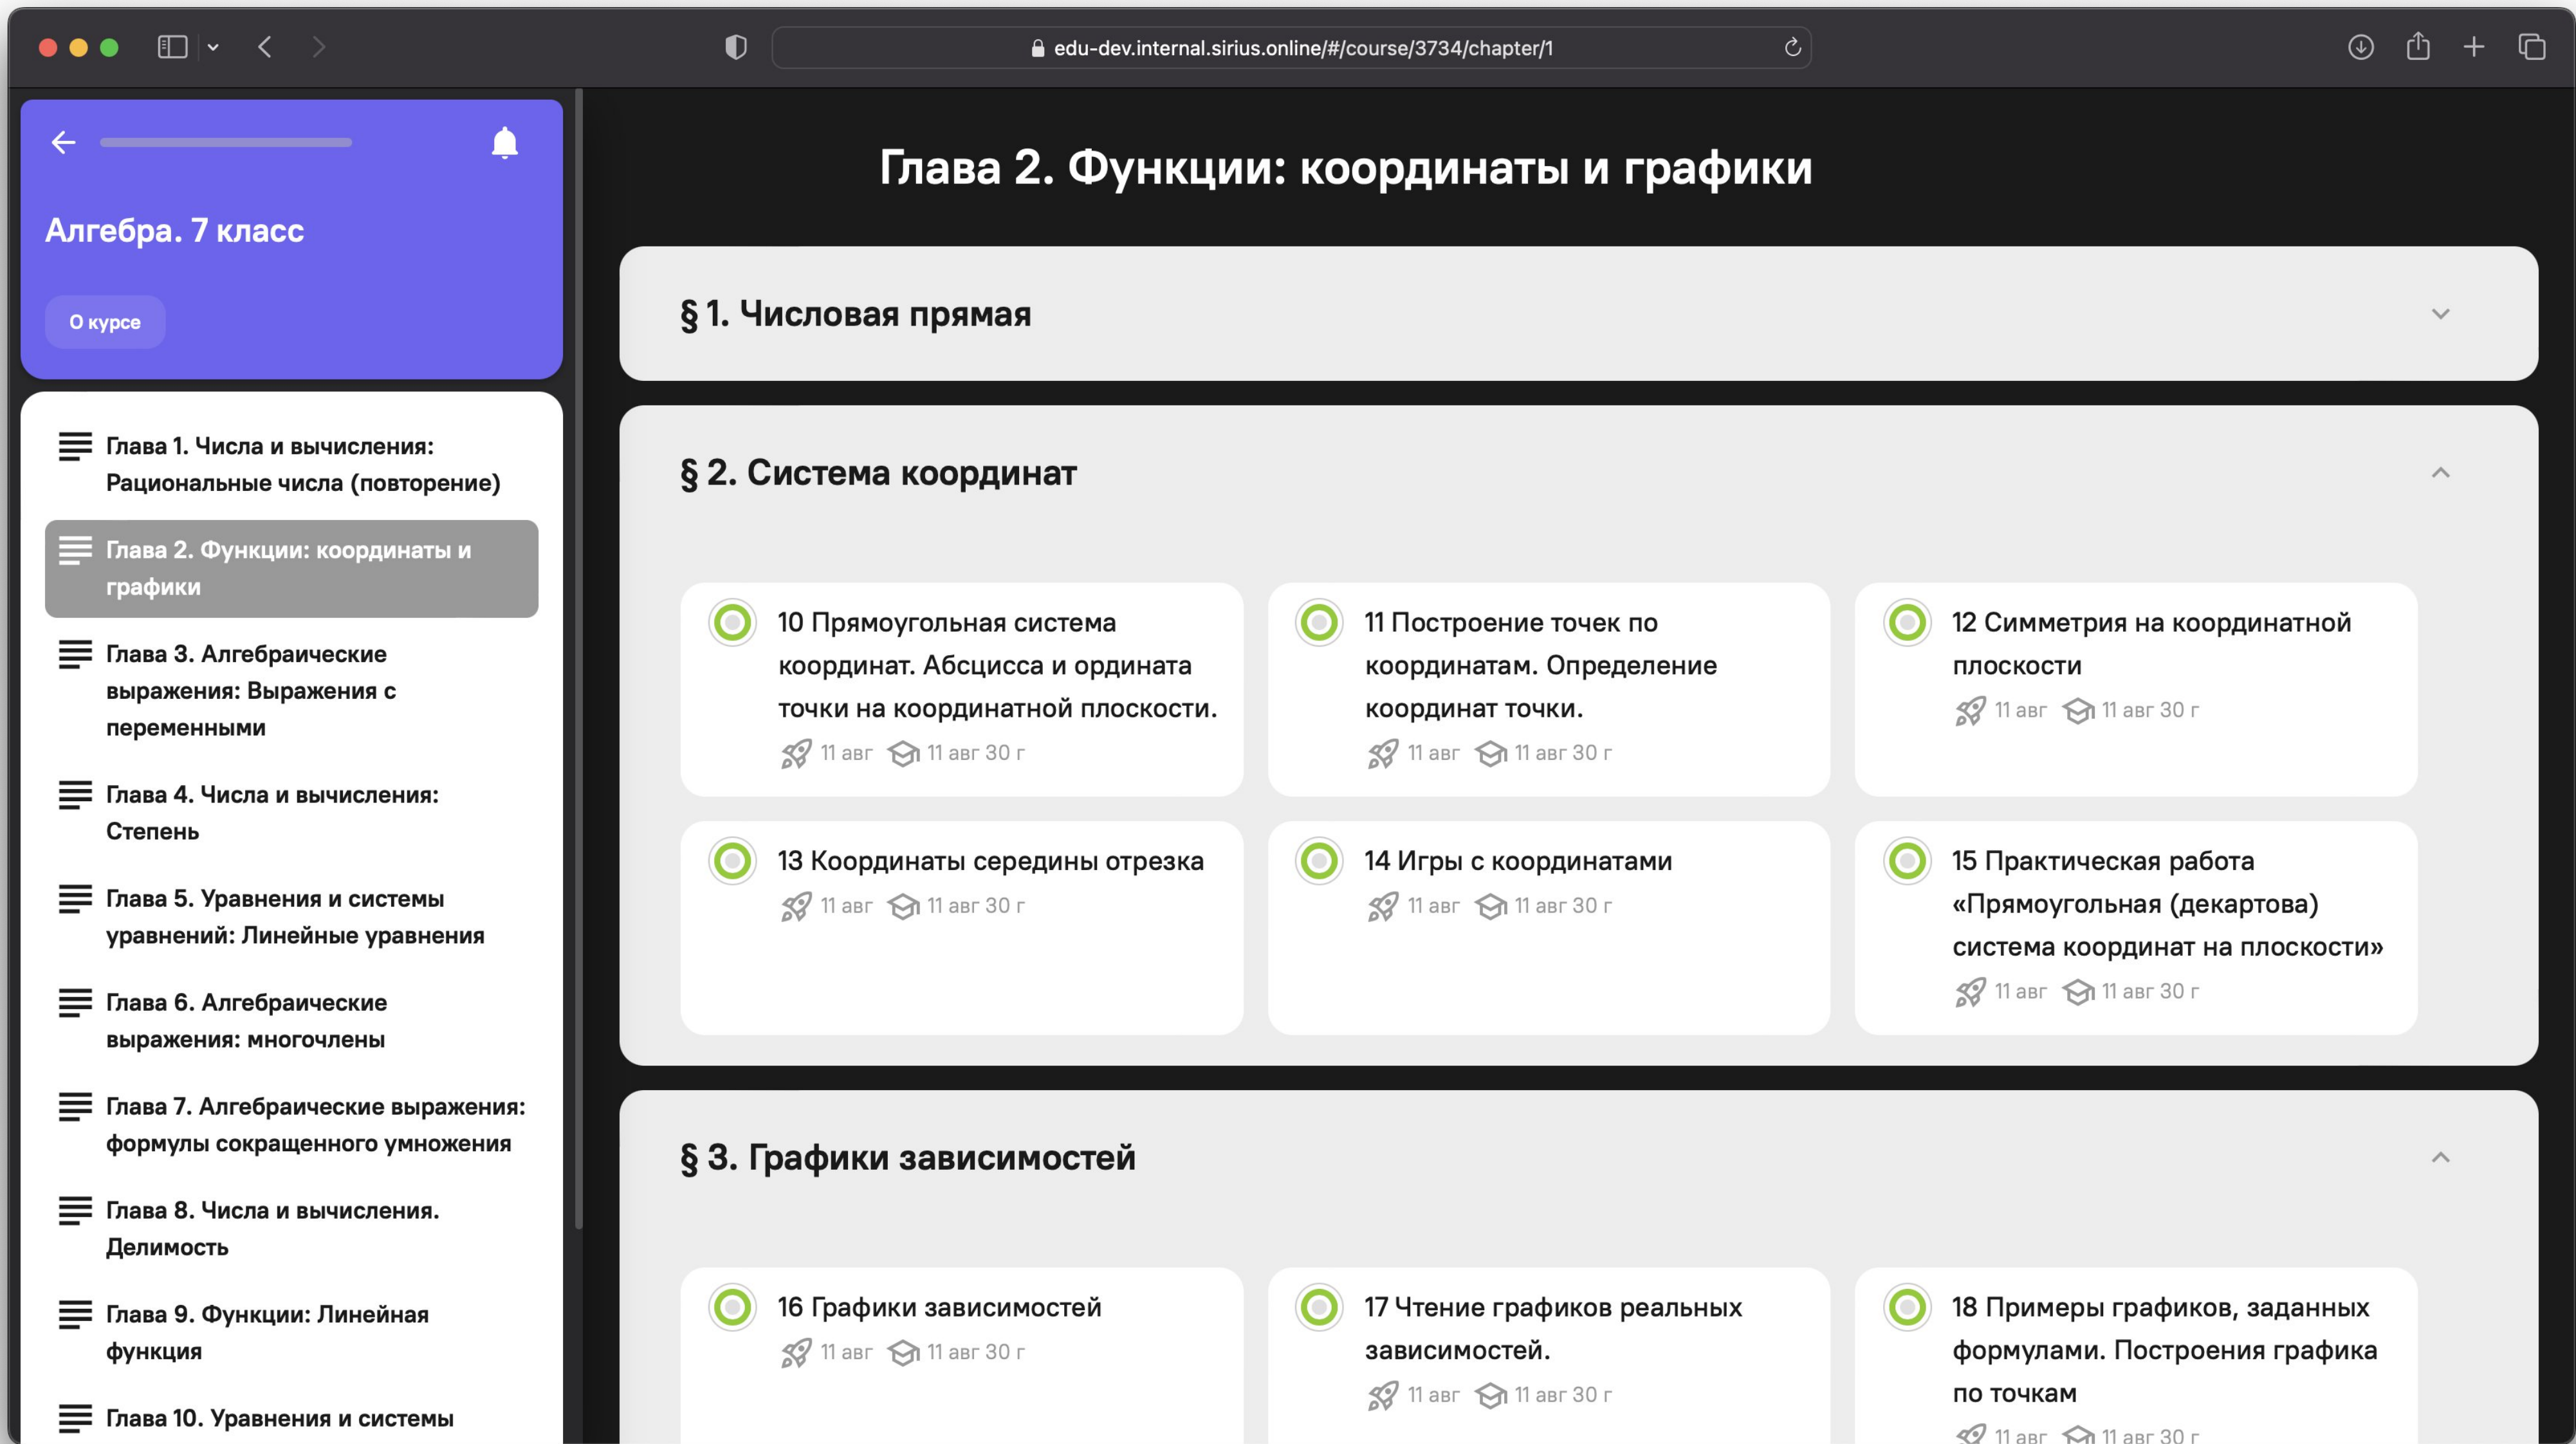 edu-dev.internal.sirius.online/#/course/3734/chapter/1
Алгебра. 7 класс
О курсе
Глава 1. Числа и вычисления:
Рациональные числа (повторение)
Глава 2. Функции: координаты и
графики
Глава 3. Алгебраические
выражения: Выражения с
переменными
Глава 4. Числа и вычисления:
Степень
Глава 5. Уравнения и системы
уравнений: Линейные уравнения
Глава 6. Алгебраические
выражения: многочлены
Глава 7. Алгебраические выражения:
формулы сокращенного умножения
Глава 8. Числа и вычисления.
Делимость
Глава 9. Функции: Линейная
функция
Глава 10. Уравнения и системы
Глава 2. Функции: координаты и графики
§ 1. Числовая прямая
§ 2. Система координат
10 Прямоугольная система
координат. Абсцисса и ордината
точки на координатной плоскости.
11 авг 11 авг 30 г
11 Построение точек по
координатам. Определение
координат точки.
11 авг 11 авг 30 г
12 Симметрия на координатной
плоскости
11 авг 11 авг 30 г
13 Координаты середины отрезка
11 авг 11 авг 30 г
14 Игры с координатами
11 авг 11 авг 30 г
15 Практическая работа
«Прямоугольная (декартова)
система координат на плоскости»
11 авг 11 авг 30 г
§ 3. Графики зависимостей
16 Графики зависимостей
11 авг 11 авг 30 г
17 Чтение графиков реальных
зависимостей.
11 авг 11 авг 30 г
18 Примеры графиков, заданных
формулами. Построения графика
по точкам
11 авг 11 авг 30 г